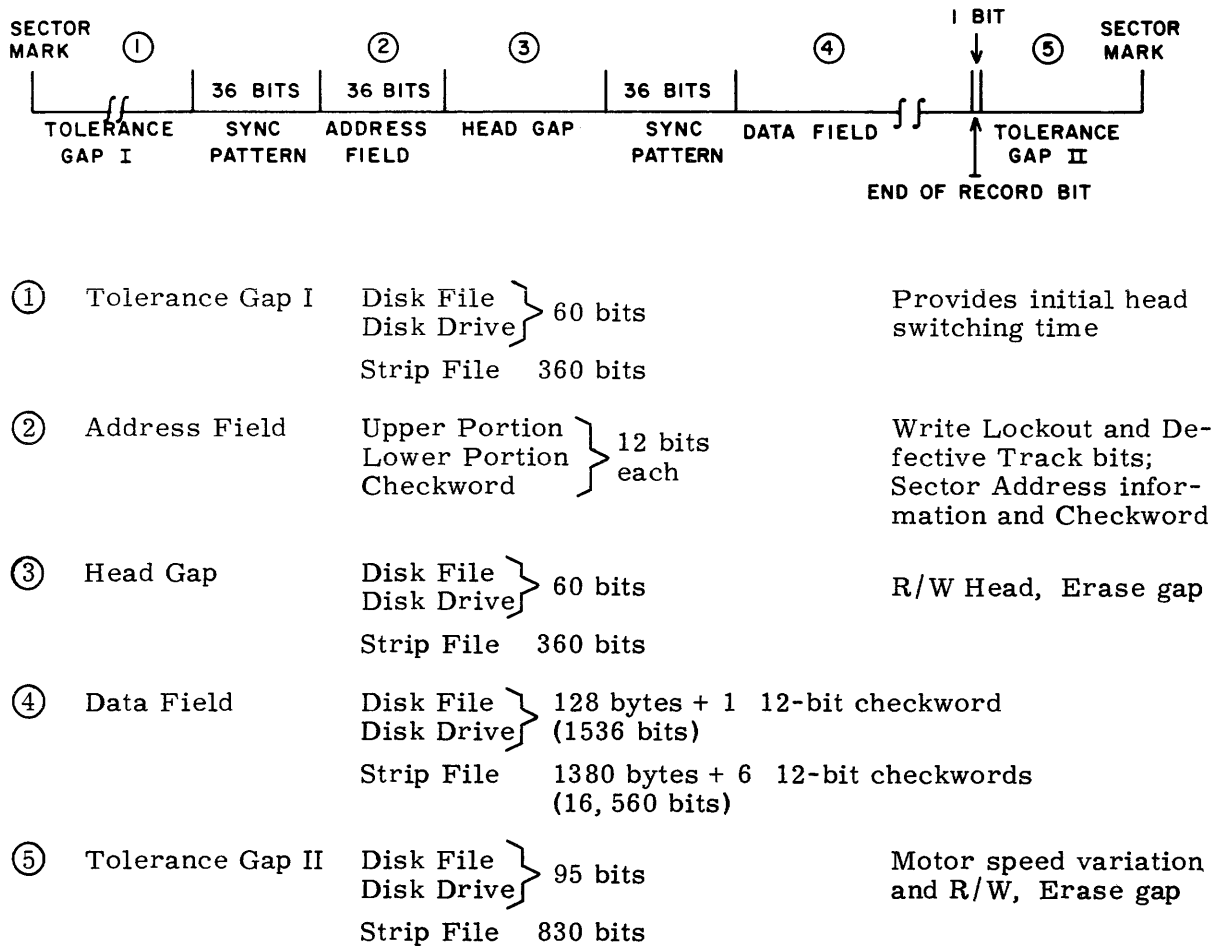 SECTOR MARK ① ② ③ ④ 1 BIT ⑤ SECTOR MARK
36 BITS 36 BITS 36 BITS
TOLERANCE GAP I SYNC PATTERN ADDRESS FIELD HEAD GAP SYNC PATTERN DATA FIELD TOLERANCE GAP II
END OF RECORD BIT
① Tolerance Gap I Disk File Provides initial head
Disk Drive 60 bits switching time
Strip File 360 bits
② Address Field Upper Portion Write Lockout and De-
Lower Portion 12 bits fective Track bits;
Checkword each Sector Address infor-
mation and Checkword
③ Head Gap Disk File
Disk Drive 60 bits R/W Head, Erase gap
Strip File 360 bits
④ Data Field Disk File 128 bytes + 1 12-bit checkword
Disk Drive (1536 bits)
Strip File 1380 bytes + 6 12-bit checkwords
(16, 560 bits)
⑤ Tolerance Gap II Disk File Motor speed variation
Disk Drive 95 bits and R/W, Erase gap
Strip File 830 bits